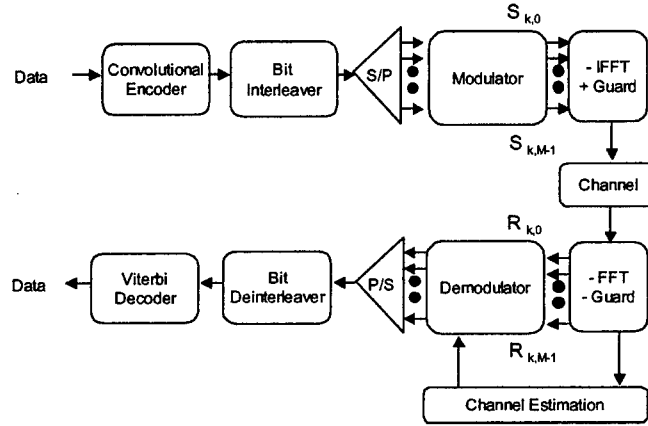 S k,0
Data
Convolutional
Encoder
Bit
Interleaver
S/P
Modulator
- IFFT
+ Guard
S k,M-1
Channel
R k,0
Data
Viterbi
Decoder
Bit
Deinterleaver
P/S
Demodulator
- FFT
- Guard
R k,M-1
Channel Estimation